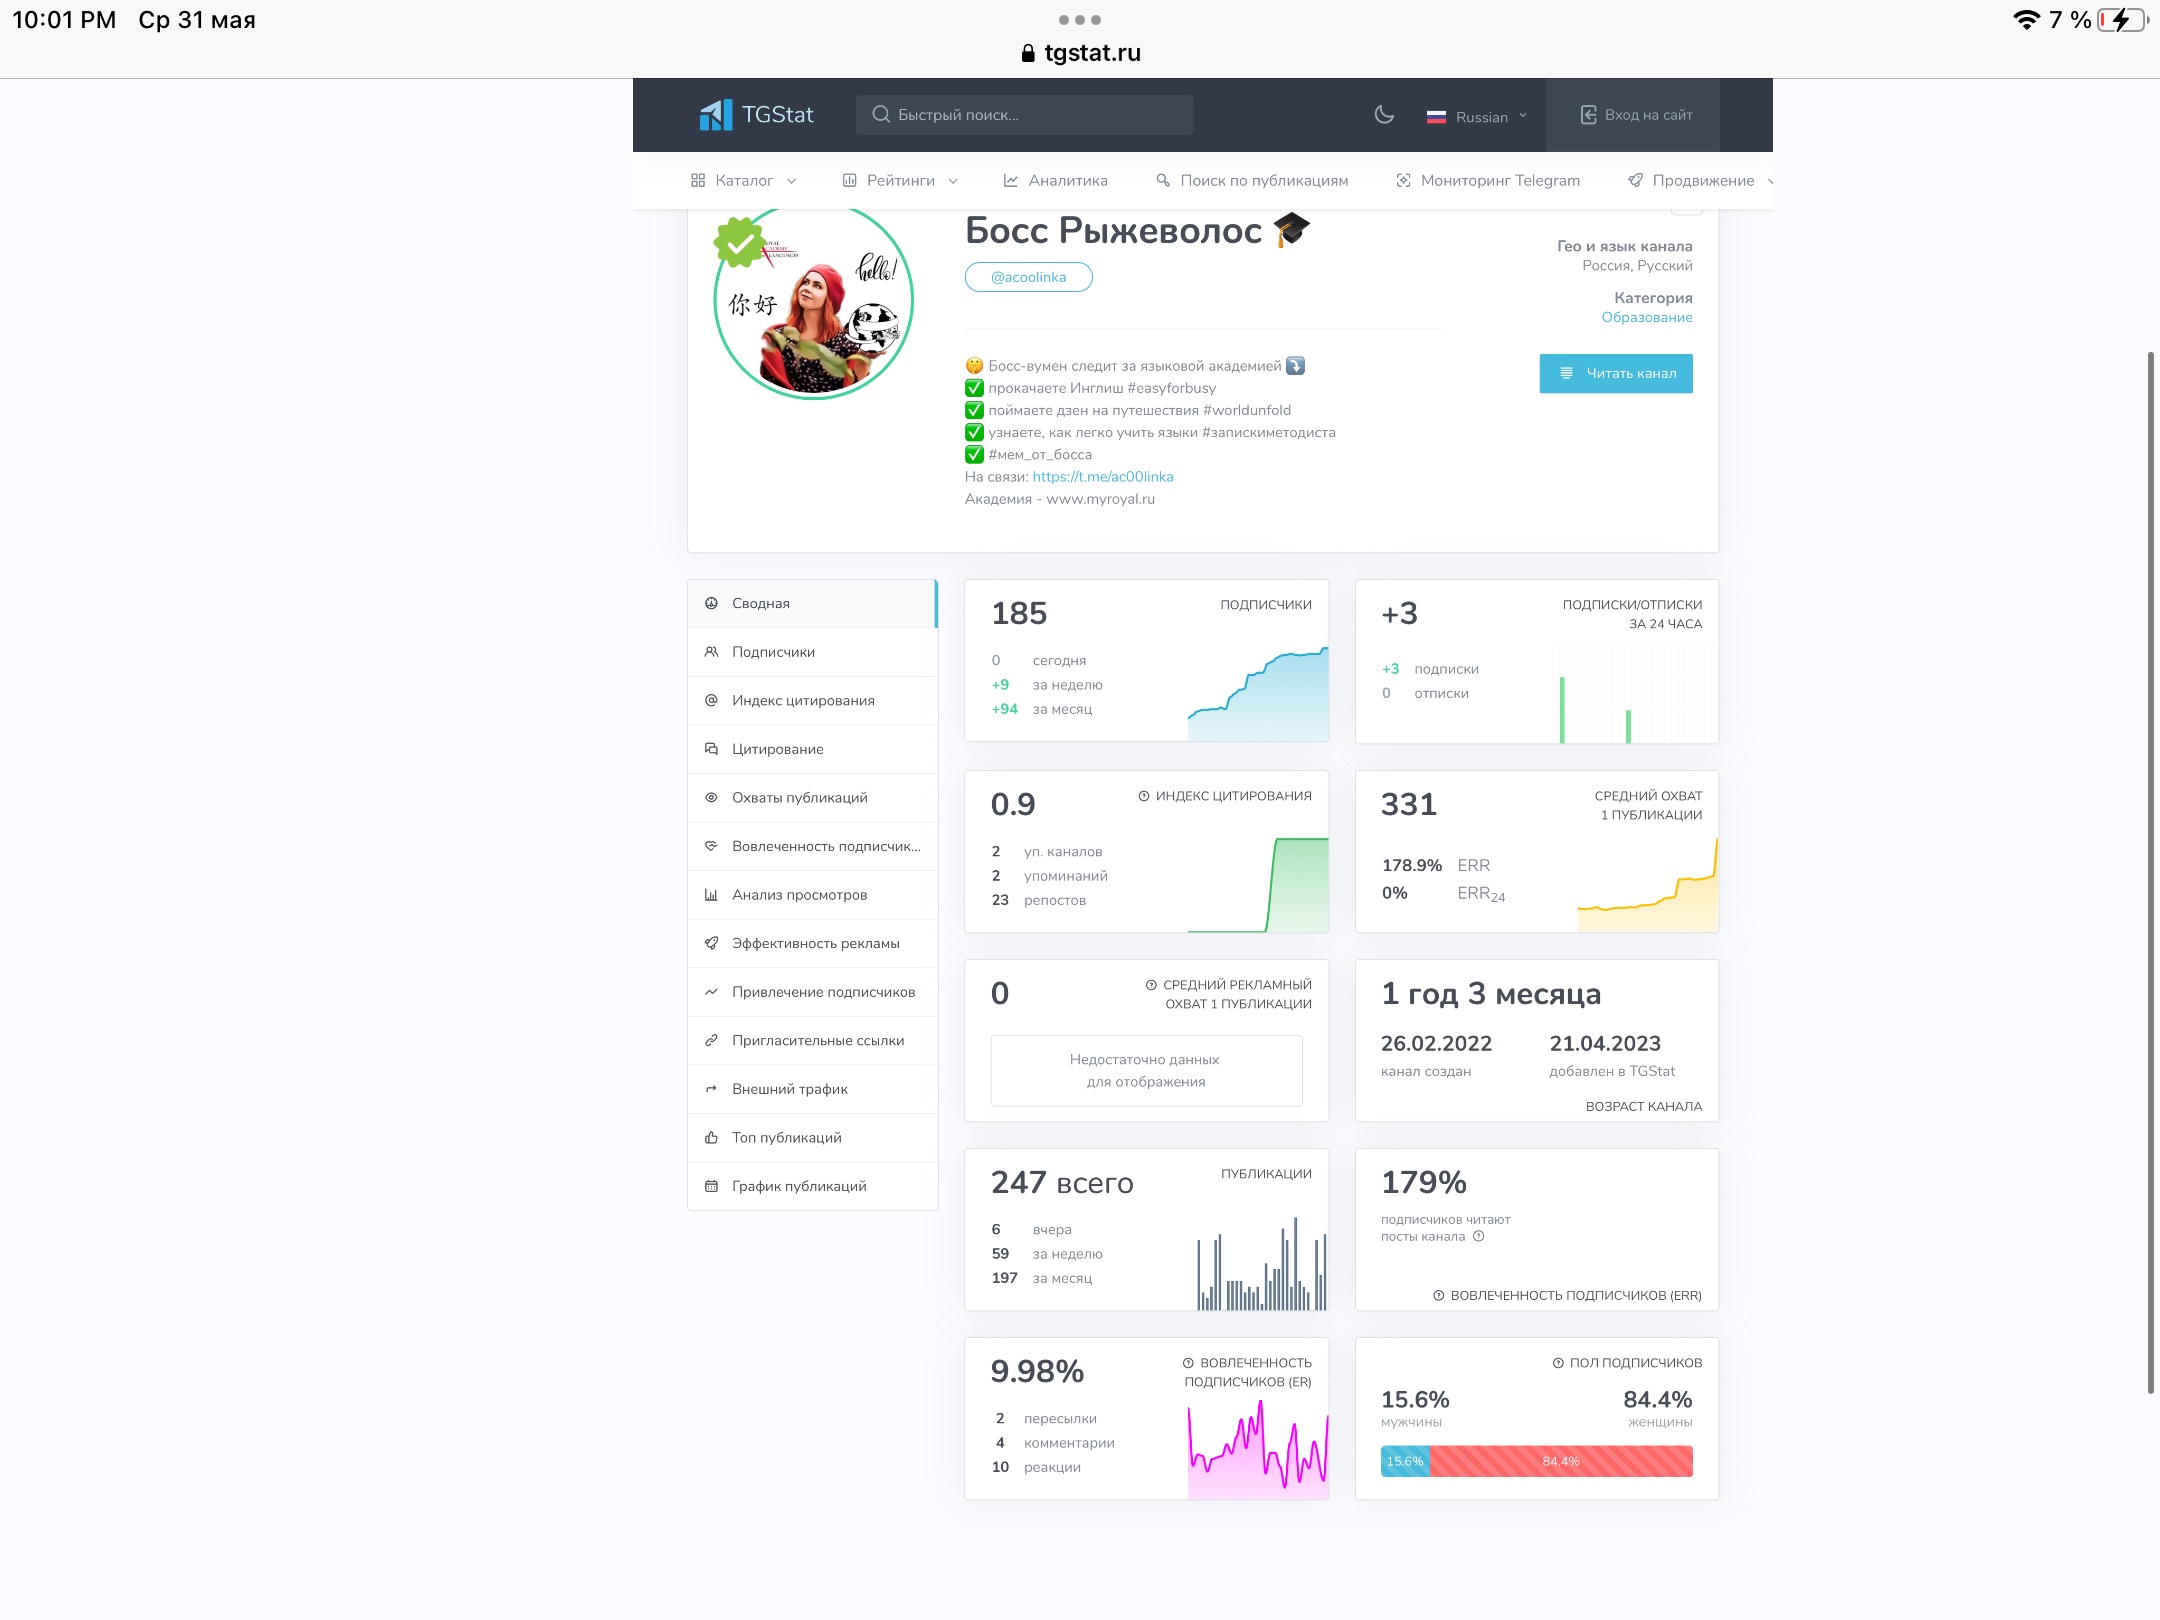 10:01 PM Ср 31 мая
7 %
tgstat.ru
TGStat
Быстрый поиск...
Russian
Вход на сайт
Каталог
Рейтинги
Аналитика
Поиск по публикациям
Мониторинг Telegram
Продвижение
ROYAL
ACADEMY
LANGUAGES
hello!
你好
Босс Рыжеволос 🎓
@acoolinka
Гео и язык канала
Россия, Русский
Категория
Образование
Читать канал
🤫 Босс-вумен следит за языковой академией ⤵️
✅ прокачаете Инглиш #easyforbusy
✅ поймаете дзен на путешествия #worldunfold
✅ узнаете, как легко учить языки #запискиметодиста
✅ #мем_от_босса
На связи: https://t.me/ac00linka
Академия - www.myroyal.ru
Сводная
Подписчики
Индекс цитирования
Цитирование
Охваты публикаций
Вовлеченность подписчик...
Анализ просмотров
Эффективность рекламы
Привлечение подписчиков
Пригласительные ссылки
Внешний трафик
Топ публикаций
График публикаций
185
ПОДПИСЧИКИ
0 сегодня
+9 за неделю
+94 за месяц
+3
ПОДПИСКИ/ОТПИСКИ
ЗА 24 ЧАСА
+3 подписки
0 отписки
0.9
ИНДЕКС ЦИТИРОВАНИЯ
2 уп. каналов
2 упоминаний
23 репостов
331
СРЕДНИЙ ОХВАТ
1 ПУБЛИКАЦИИ
178.9% ERR
0% ERR24
0
СРЕДНИЙ РЕКЛАМНЫЙ
ОХВАТ 1 ПУБЛИКАЦИИ
Недостаточно данных
для отображения
1 год 3 месяца
26.02.2022
канал создан
21.04.2023
добавлен в TGStat
ВОЗРАСТ КАНАЛА
247 всего
ПУБЛИКАЦИИ
6 вчера
59 за неделю
197 за месяц
179%
подписчиков читают
посты канала
ВОВЛЕЧЕННОСТЬ ПОДПИСЧИКОВ (ERR)
9.98%
ВОВЛЕЧЕННОСТЬ
ПОДПИСЧИКОВ (ER)
2 пересылки
4 комментарии
10 реакции
ПОЛ ПОДПИСЧИКОВ
15.6%
мужчины
84.4%
женщины
15.6%
84.4%